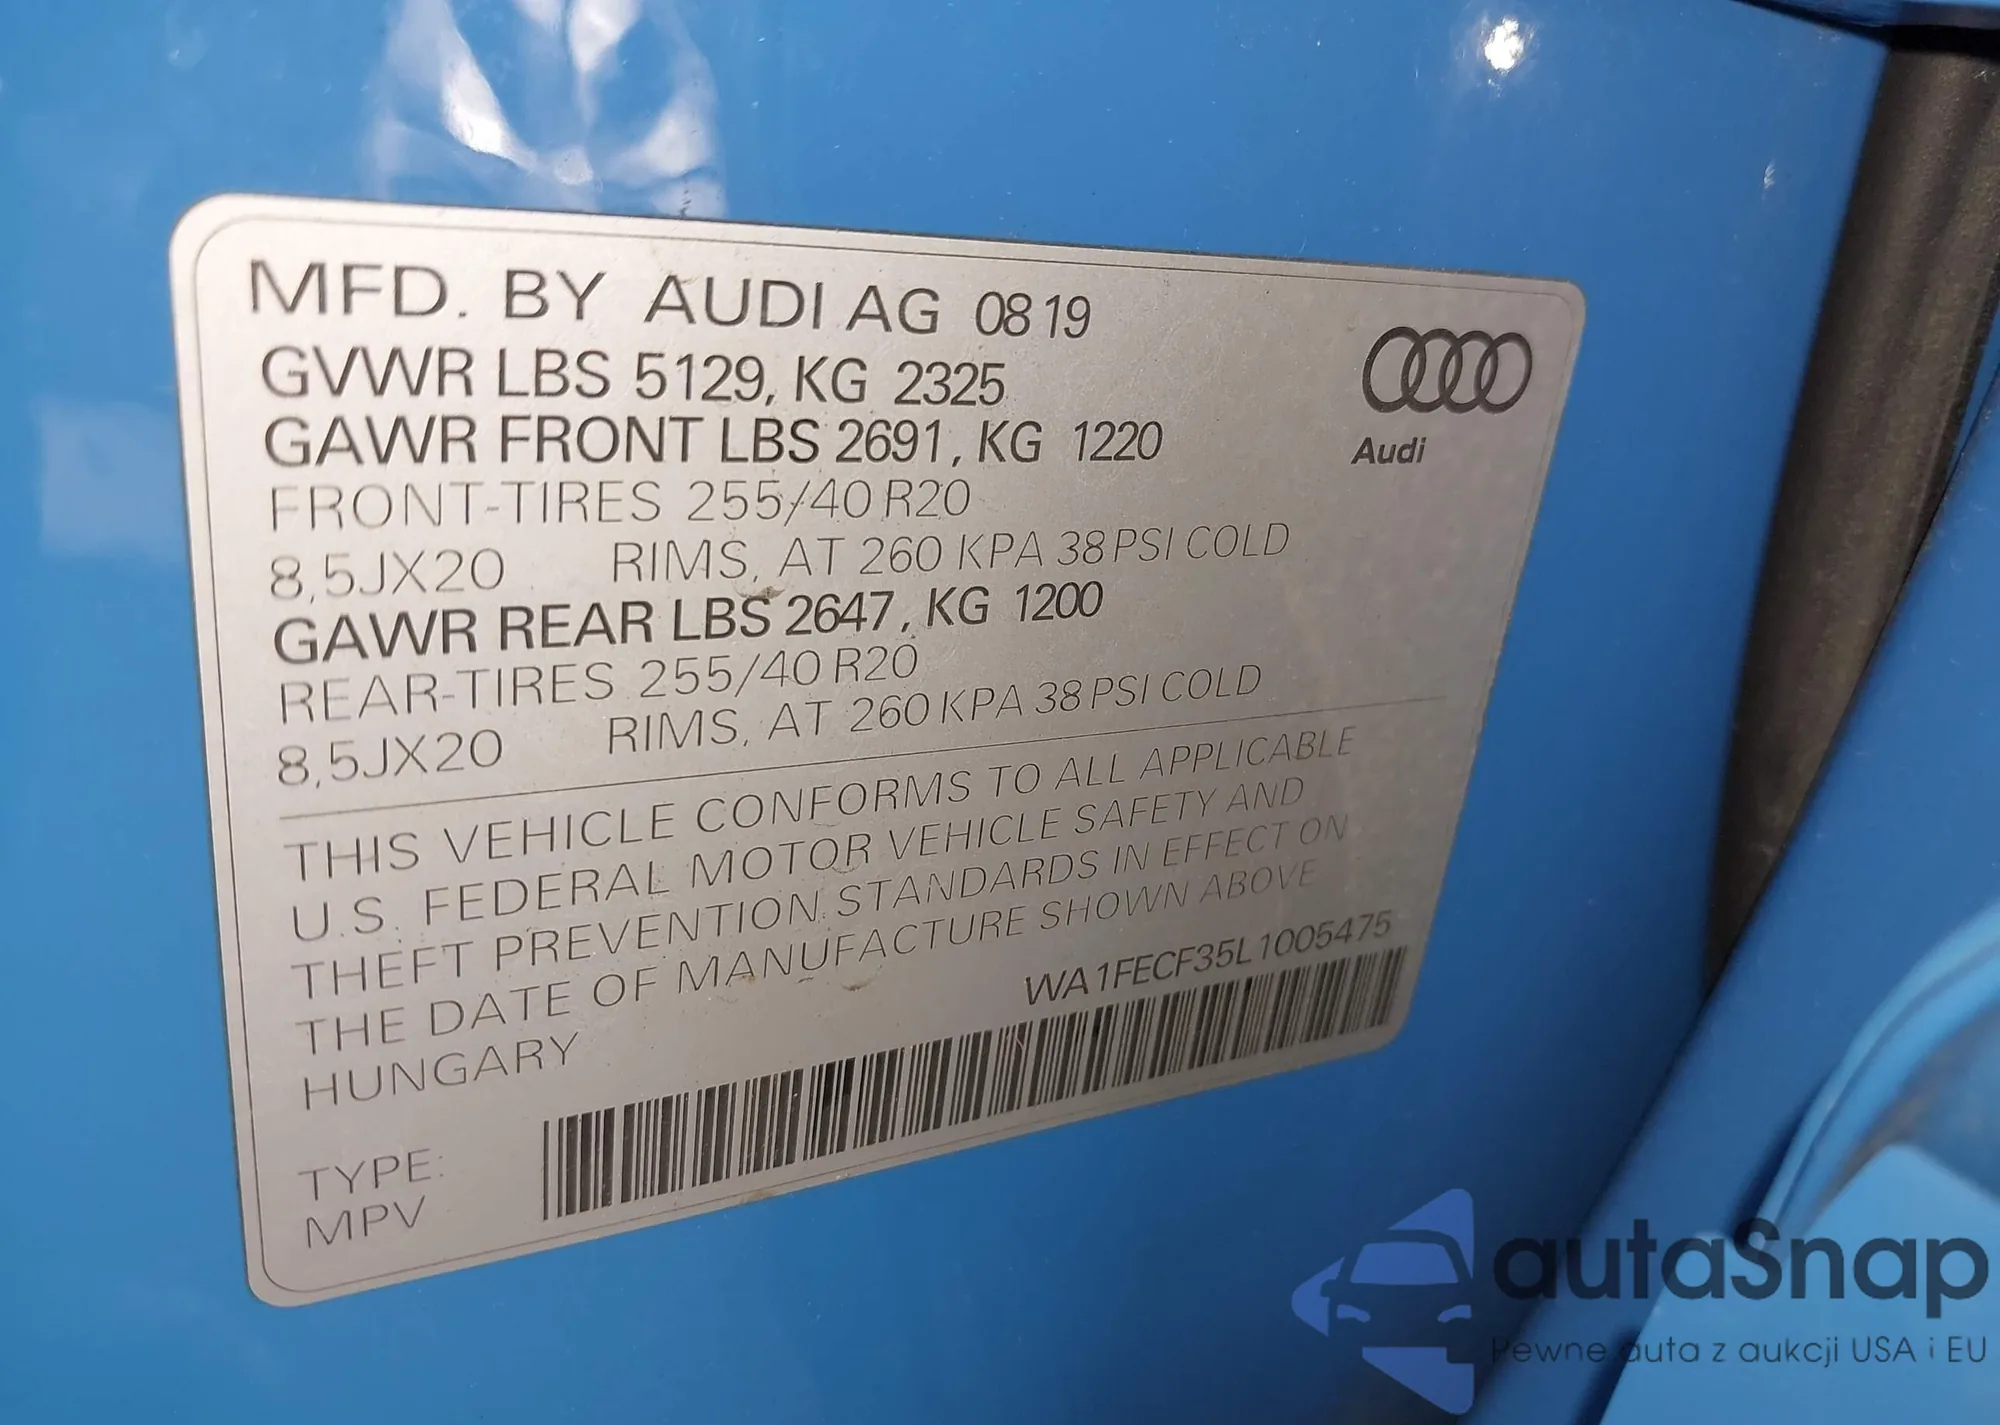 MFD. BY AUDI AG 0819
GVWR LBS 5129, KG 2325
GAWR FRONT LBS 2691, KG 1220
FRONT-TIRES 255/40 R20
8,5JX20 RIMS, AT 260 KPA 38 PSI COLD
GAWR REAR LBS 2647, KG 1200
REAR-TIRES 255/40 R20
8,5JX20 RIMS, AT 260 KPA 38 PSI COLD
Audi
THIS VEHICLE CONFORMS TO ALL APPLICABLE
U.S. FEDERAL MOTOR VEHICLE SAFETY AND
THEFT PREVENTION STANDARDS IN EFFECT ON
THE DATE OF MANUFACTURE SHOWN ABOVE
HUNGARY
WA1FECF35L1005475
TYPE:
MPV
autaSnap
Pewne auta z aukcji USA i EU